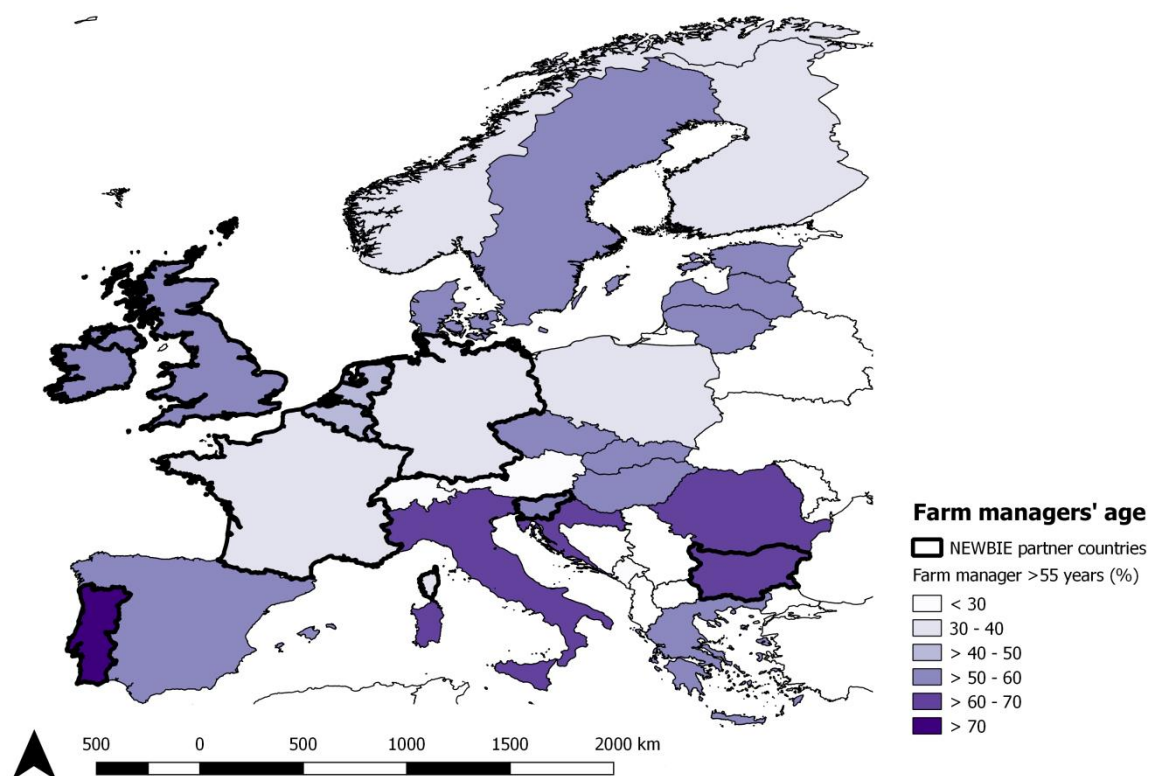 Farm managers' age
NEWBIE partner countries
Farm manager >55 years (%)
< 30
30 - 40
> 40 - 50
> 50 - 60
> 60 - 70
> 70
500 0 500 1000 1500 2000 km